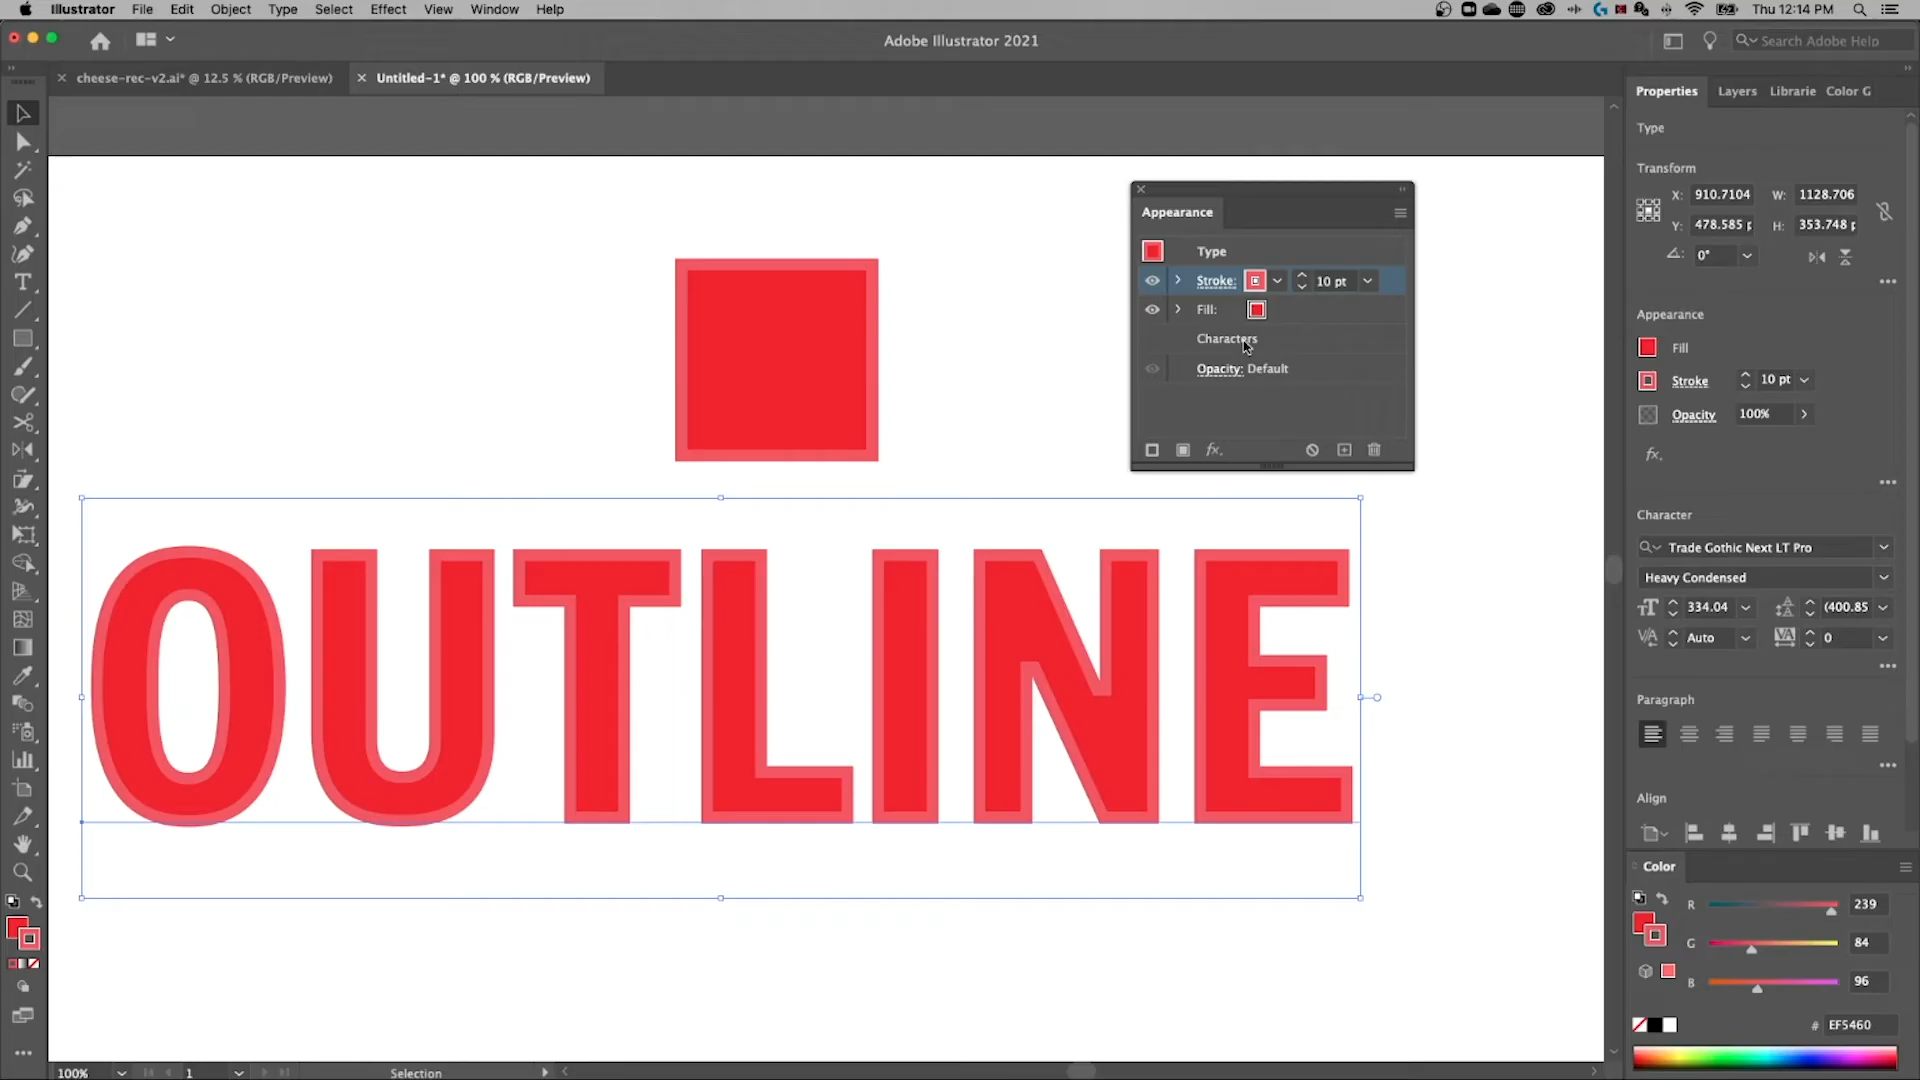 Illustrator File Edit Object Type Select Effect View Window Help
Thu 12:14 PM
Adobe Illustrator 2021
Search Adobe Help
cheese-rec-v2.ai* @ 12.5 % (RGB/Preview)
Untitled-1* @ 100 % (RGB/Preview)
Properties Layers Librarie Color G
Type
Transform
X: 910.7104 W: 1128.706
Y: 478.585 p H: 353.748 p
0°
Appearance
Fill
Stroke 10 pt
Opacity 100%
fx.
Character
Trade Gothic Next LT Pro
Heavy Condensed
334.04 (400.85
Auto 0
Paragraph
Align
Color
R 239
G 84
B 96
# EF5460
Appearance
Type
Stroke: 10 pt
Fill:
Characters
Opacity: Default
fx.
OUTLINE
100% 1 Selection